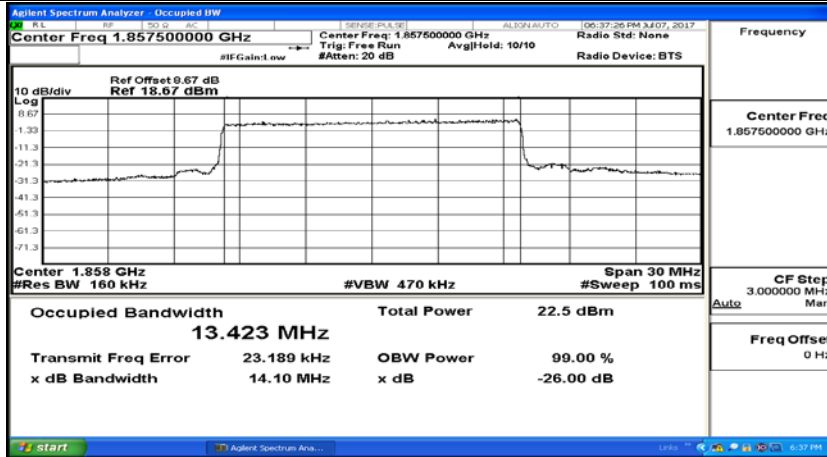 Agilent Spectrum Analyzer - Occupied BW
RL RF 50 Ω AC SENSE:PULSE ALIGNAUTO 06:37:26 PM Jul 07, 2017
Center Freq 1.857500000 GHz Center Freq: 1.857500000 GHz Radio Std: None
Trig: Free Run Avg|Hold: 10/10
#IFGain:Low #Atten: 20 dB Radio Device: BTS
Frequency
Ref Offset 8.67 dB
10 dB/div Ref 18.67 dBm
Log
8.67
-1.33
-11.3
-21.3
-31.3
-41.3
-51.3
-61.3
-71.3
Center Freq
1.857500000 GHz
Center 1.858 GHz Span 30 MHz
#Res BW 160 kHz #VBW 470 kHz #Sweep 100 ms
CF Step
3.000000 MHz
Auto Man
Freq Offset
0 Hz
Occupied Bandwidth Total Power 22.5 dBm
13.423 MHz
Transmit Freq Error 23.189 kHz OBW Power 99.00 %
x dB Bandwidth 14.10 MHz x dB -26.00 dB
start Agilent Spectrum Ana... Links 6:37 PM